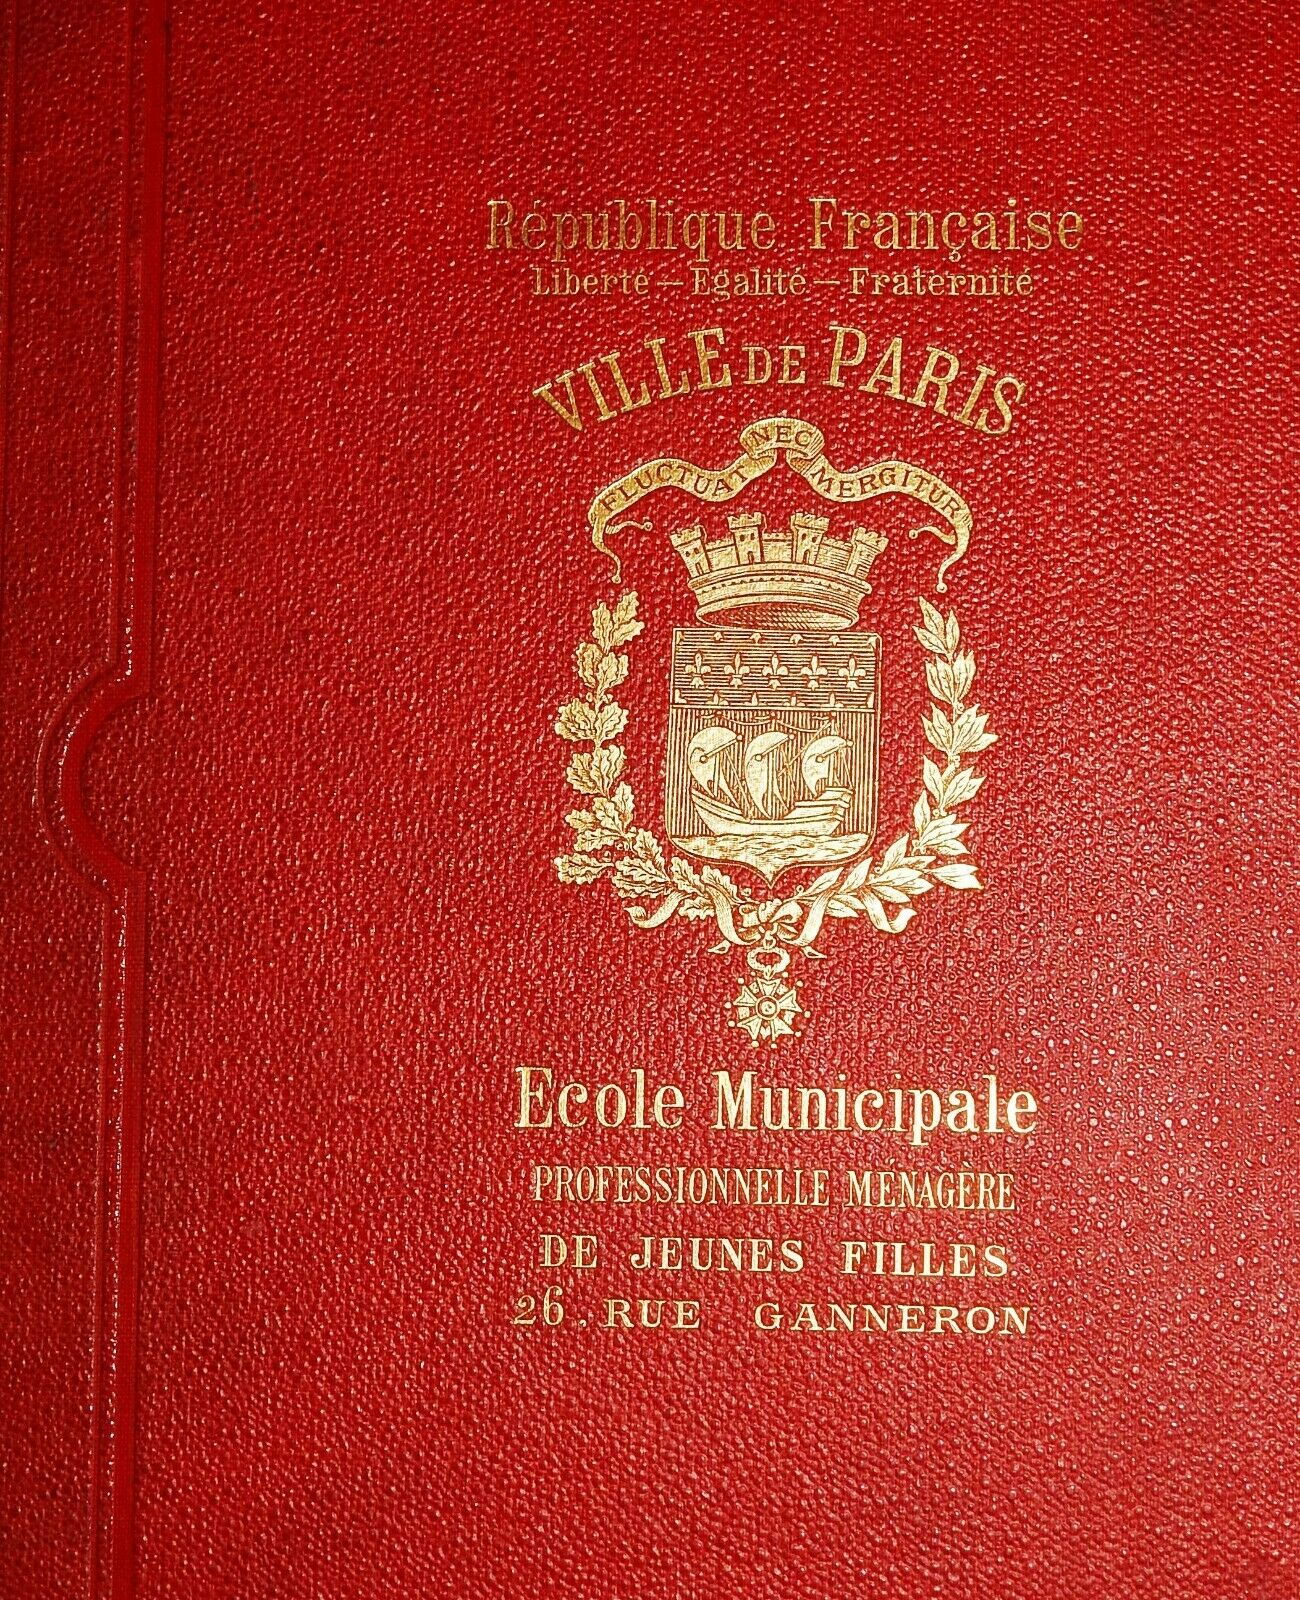 République Française
Liberté – Egalité – Fraternité
VILLE DE PARIS
FLUCTUAT NEC MERGITUR
Ecole Municipale
PROFESSIONNELLE MÉNAGÈRE
DE JEUNES FILLES.
26, RUE GANNERON